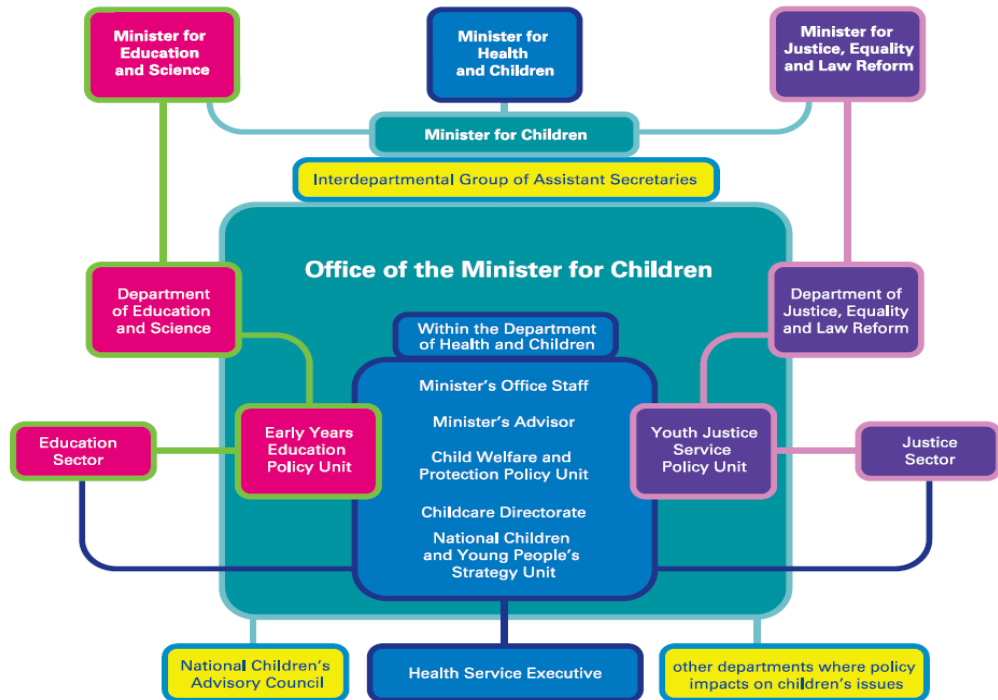 Minister for
Education
and Science
Minister for
Health
and Children
Minister for
Justice, Equality
and Law Reform
Minister for Children
Interdepartmental Group of Assistant Secretaries
Office of the Minister for Children
Department
of Education
and Science
Department of
Justice, Equality
and Law Reform
Within the Department
of Health and Children
Minister's Office Staff
Minister's Advisor
Child Welfare and
Protection Policy Unit
Childcare Directorate
National Children
and Young People's
Strategy Unit
Education
Sector
Early Years
Education
Policy Unit
Youth Justice
Service
Policy Unit
Justice
Sector
National Children's
Advisory Council
Health Service Executive
other departments where policy
impacts on children's issues